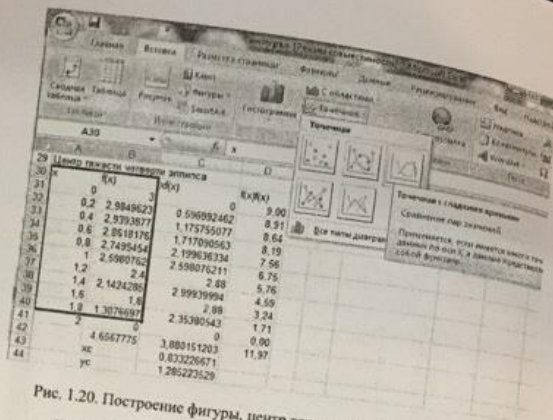 Главная Вставка Разметка страницы Формулы Данные Рецензирование Вид
Сводная таблица Таблица Рисунок Клип Фигуры SmartArt Гистограмма С областями Точечная
A30 fx x
Точечная
29 Центр тяжести четверти эллипса
30 x f(x) xf(x) f(x)f(x)
31 0 3 0 9,00
32 0,2 2,9849623 0,596992462 8,91
33 0,4 2,9393877 1,175755077 8,64
34 0,6 2,8618176 1,717090563 8,19
35 0,8 2,7495454 2,199636334 7,56
36 1 2,5980762 2,598076211 6,75
37 1,2 2,4 2,88 5,76
38 1,4 2,1424285 2,99939994 4,59
39 1,6 1,8 2,88 3,24
40 1,8 1,3076697 2,35380543 1,71
41 2 0 0 0,00
42 4,6567775 3,880151203 11,97
43 xc 0,833226671
44 yc 1,285223529
Точечная с гладкими кривыми
Сравнение пар значений.
Применяется, если имеется много точек
данных по оси X, а данные представляют
собой функцию.
Все типы диаграмм
Рис. 1.20. Построение фигуры, центр